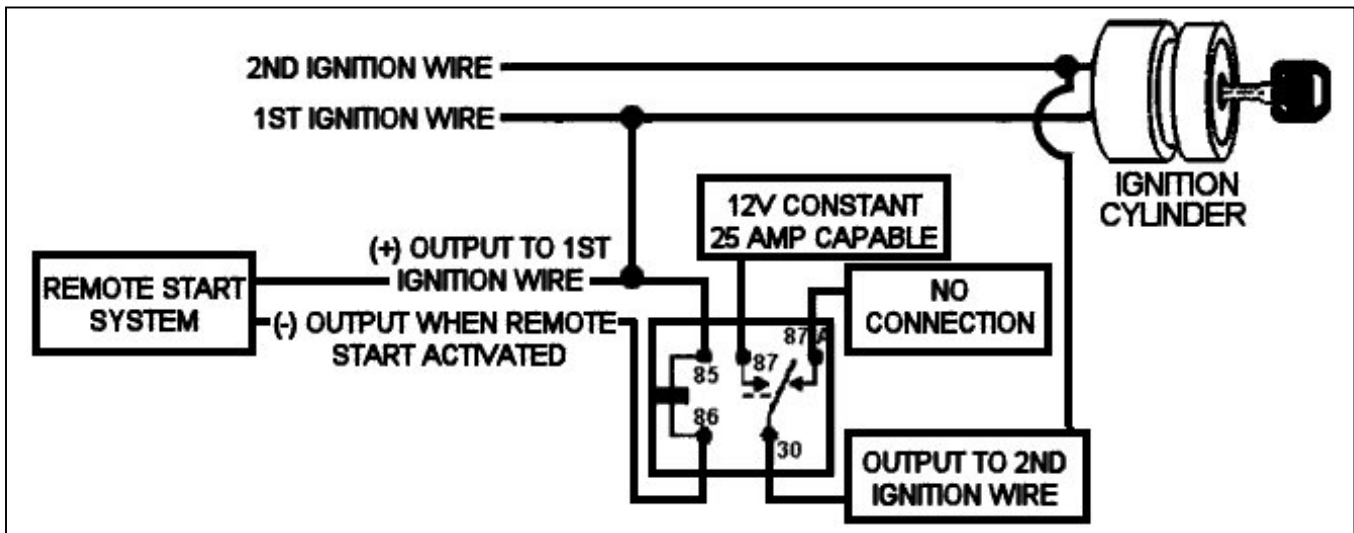 2ND IGNITION WIRE
1ST IGNITION WIRE
IGNITION
CYLINDER
12V CONSTANT
25 AMP CAPABLE
(+) OUTPUT TO 1ST
IGNITION WIRE
REMOTE START
SYSTEM
(-) OUTPUT WHEN REMOTE
START ACTIVATED
NO
CONNECTION
87A
87
85
86
30
OUTPUT TO 2ND
IGNITION WIRE